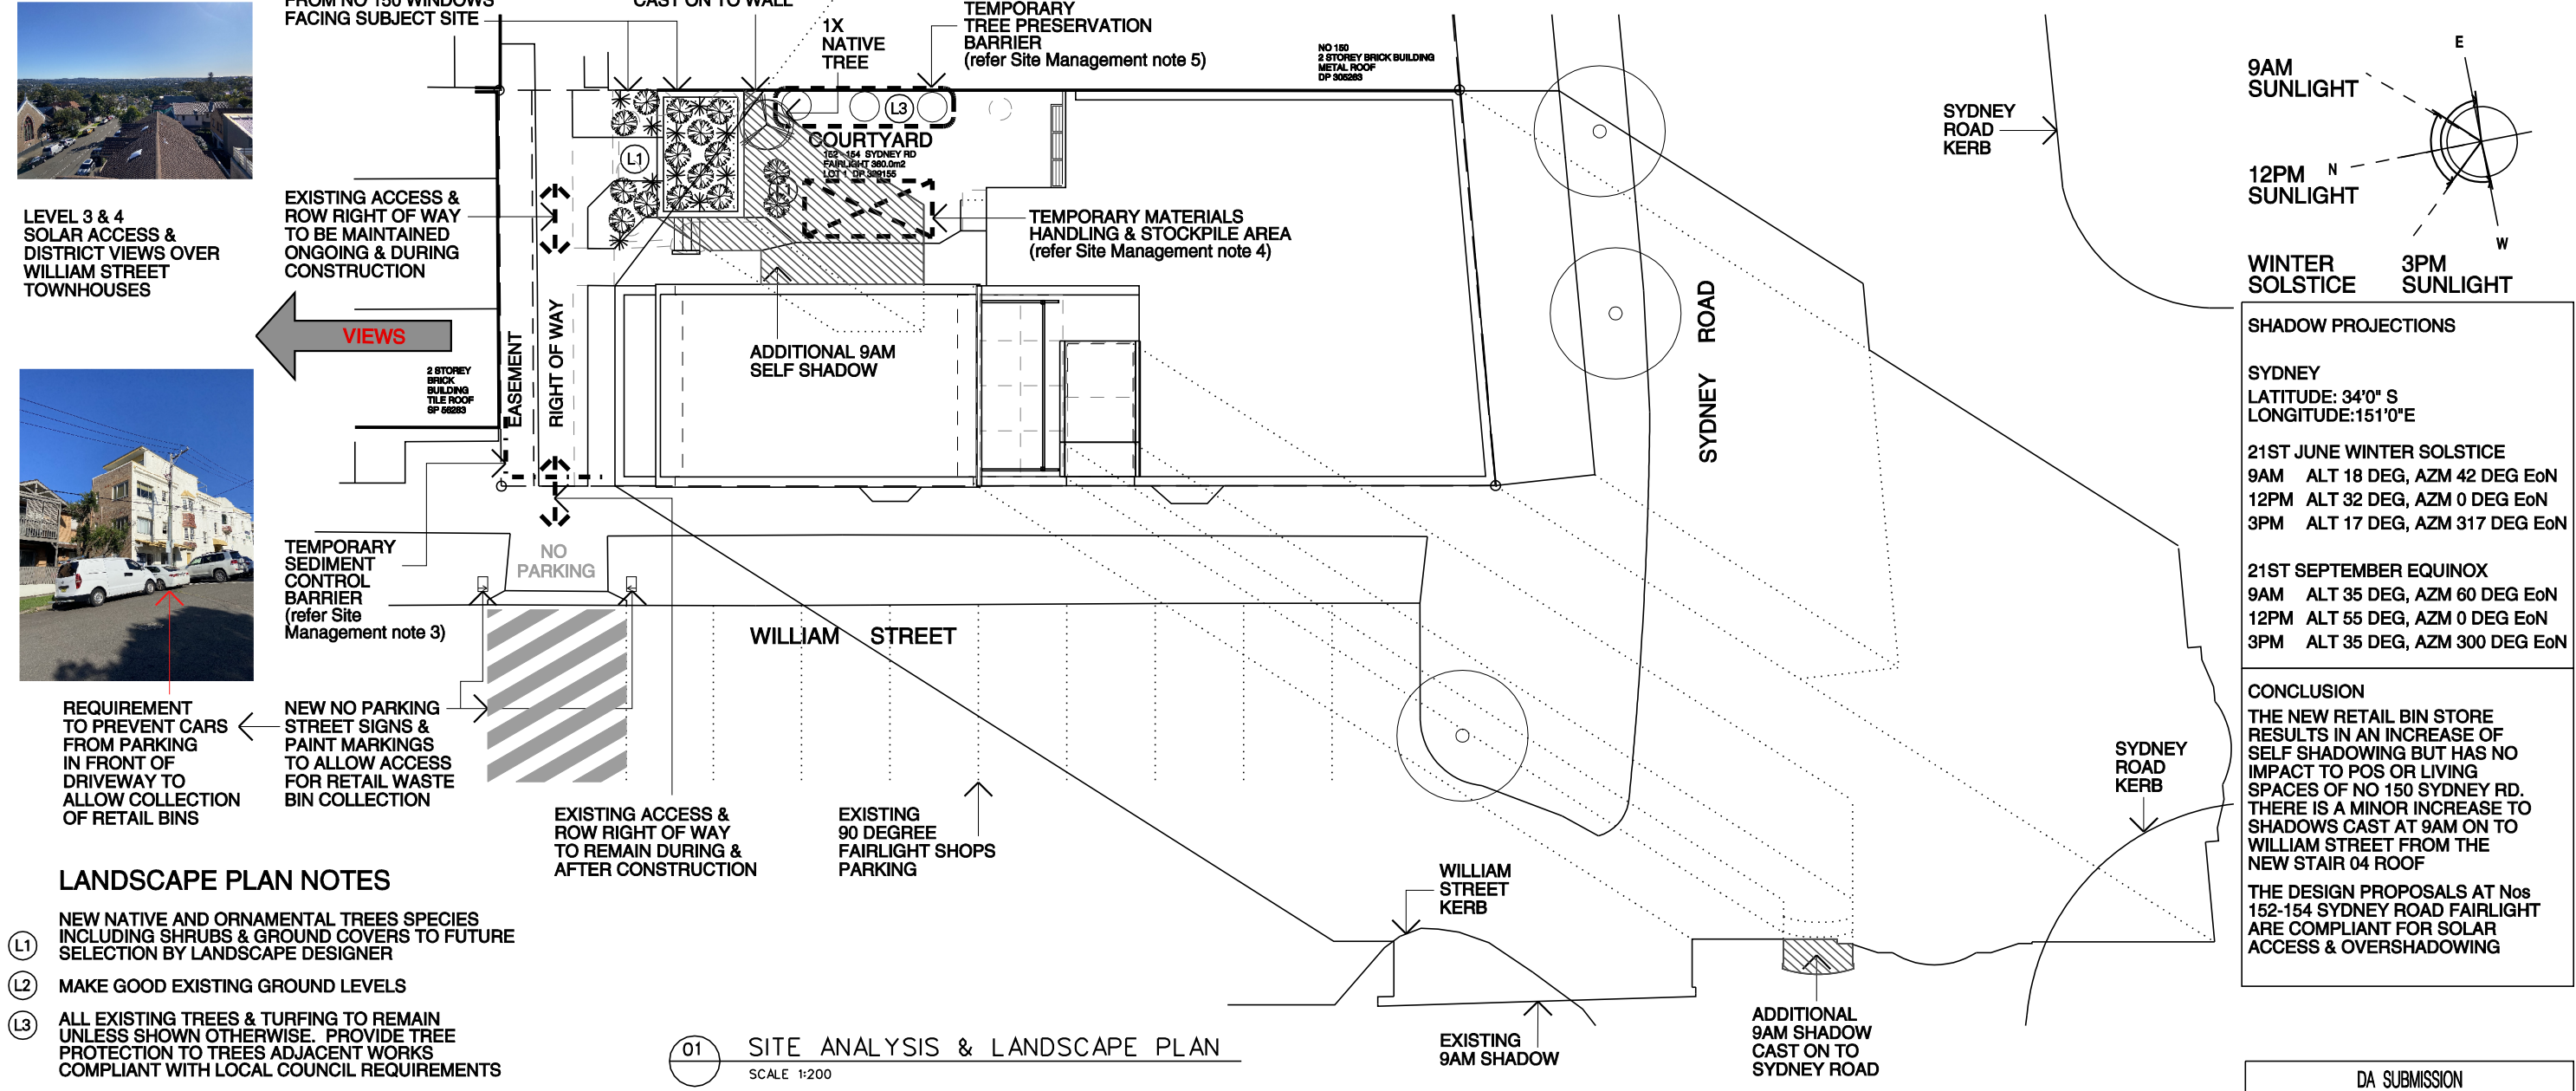 FROM NO 150 WINDOWS
FACING SUBJECT SITE
CAST ON TO WALL
1X
NATIVE
TREE
TEMPORARY
TREE PRESERVATION
BARRIER
(refer Site Management note 5)
NO 150
2 STOREY BRICK BUILDING
METAL ROOF
DP 305263
SYDNEY
ROAD
KERB
E
9AM
SUNLIGHT
N
12PM
SUNLIGHT
W
WINTER
SOLSTICE
3PM
SUNLIGHT
LEVEL 3 & 4
SOLAR ACCESS &
DISTRICT VIEWS OVER
WILLIAM STREET
TOWNHOUSES
EXISTING ACCESS &
ROW RIGHT OF WAY
TO BE MAINTAINED
ONGOING & DURING
CONSTRUCTION
L1
L3
COURTYARD
152 - 154 SYDNEY RD
FAIRLIGHT 360.0m2
LOT 1 DP 329155
TEMPORARY MATERIALS
HANDLING & STOCKPILE AREA
(refer Site Management note 4)
VIEWS
2 STOREY
BRICK
BUILDING
TILE ROOF
SP 56283
EASEMENT
RIGHT OF WAY
ADDITIONAL 9AM
SELF SHADOW
SYDNEY ROAD
SHADOW PROJECTIONS
SYDNEY
LATITUDE: 34'0" S
LONGITUDE:151'0"E
21ST JUNE WINTER SOLSTICE
9AM ALT 18 DEG, AZM 42 DEG EoN
12PM ALT 32 DEG, AZM 0 DEG EoN
3PM ALT 17 DEG, AZM 317 DEG EoN
21ST SEPTEMBER EQUINOX
9AM ALT 35 DEG, AZM 60 DEG EoN
12PM ALT 55 DEG, AZM 0 DEG EoN
3PM ALT 35 DEG, AZM 300 DEG EoN
CONCLUSION
THE NEW RETAIL BIN STORE
RESULTS IN AN INCREASE OF
SELF SHADOWING BUT HAS NO
IMPACT TO POS OR LIVING
SPACES OF NO 150 SYDNEY RD.
THERE IS A MINOR INCREASE TO
SHADOWS CAST AT 9AM ON TO
WILLIAM STREET FROM THE
NEW STAIR 04 ROOF
THE DESIGN PROPOSALS AT Nos
152-154 SYDNEY ROAD FAIRLIGHT
ARE COMPLIANT FOR SOLAR
ACCESS & OVERSHADOWING
TEMPORARY
SEDIMENT
CONTROL
BARRIER
(refer Site
Management note 3)
NO
PARKING
WILLIAM STREET
REQUIREMENT
TO PREVENT CARS
FROM PARKING
IN FRONT OF
DRIVEWAY TO
ALLOW COLLECTION
OF RETAIL BINS
NEW NO PARKING
STREET SIGNS &
PAINT MARKINGS
TO ALLOW ACCESS
FOR RETAIL WASTE
BIN COLLECTION
EXISTING ACCESS &
ROW RIGHT OF WAY
TO REMAIN DURING &
AFTER CONSTRUCTION
EXISTING
90 DEGREE
FAIRLIGHT SHOPS
PARKING
SYDNEY
ROAD
KERB
WILLIAM
STREET
KERB
LANDSCAPE PLAN NOTES
L1
NEW NATIVE AND ORNAMENTAL TREES SPECIES
INCLUDING SHRUBS & GROUND COVERS TO FUTURE
SELECTION BY LANDSCAPE DESIGNER
L2
MAKE GOOD EXISTING GROUND LEVELS
L3
ALL EXISTING TREES & TURFING TO REMAIN
UNLESS SHOWN OTHERWISE. PROVIDE TREE
PROTECTION TO TREES ADJACENT WORKS
COMPLIANT WITH LOCAL COUNCIL REQUIREMENTS
01
SITE ANALYSIS & LANDSCAPE PLAN
SCALE 1:200
EXISTING
9AM SHADOW
ADDITIONAL
9AM SHADOW
CAST ON TO
SYDNEY ROAD
DA SUBMISSION